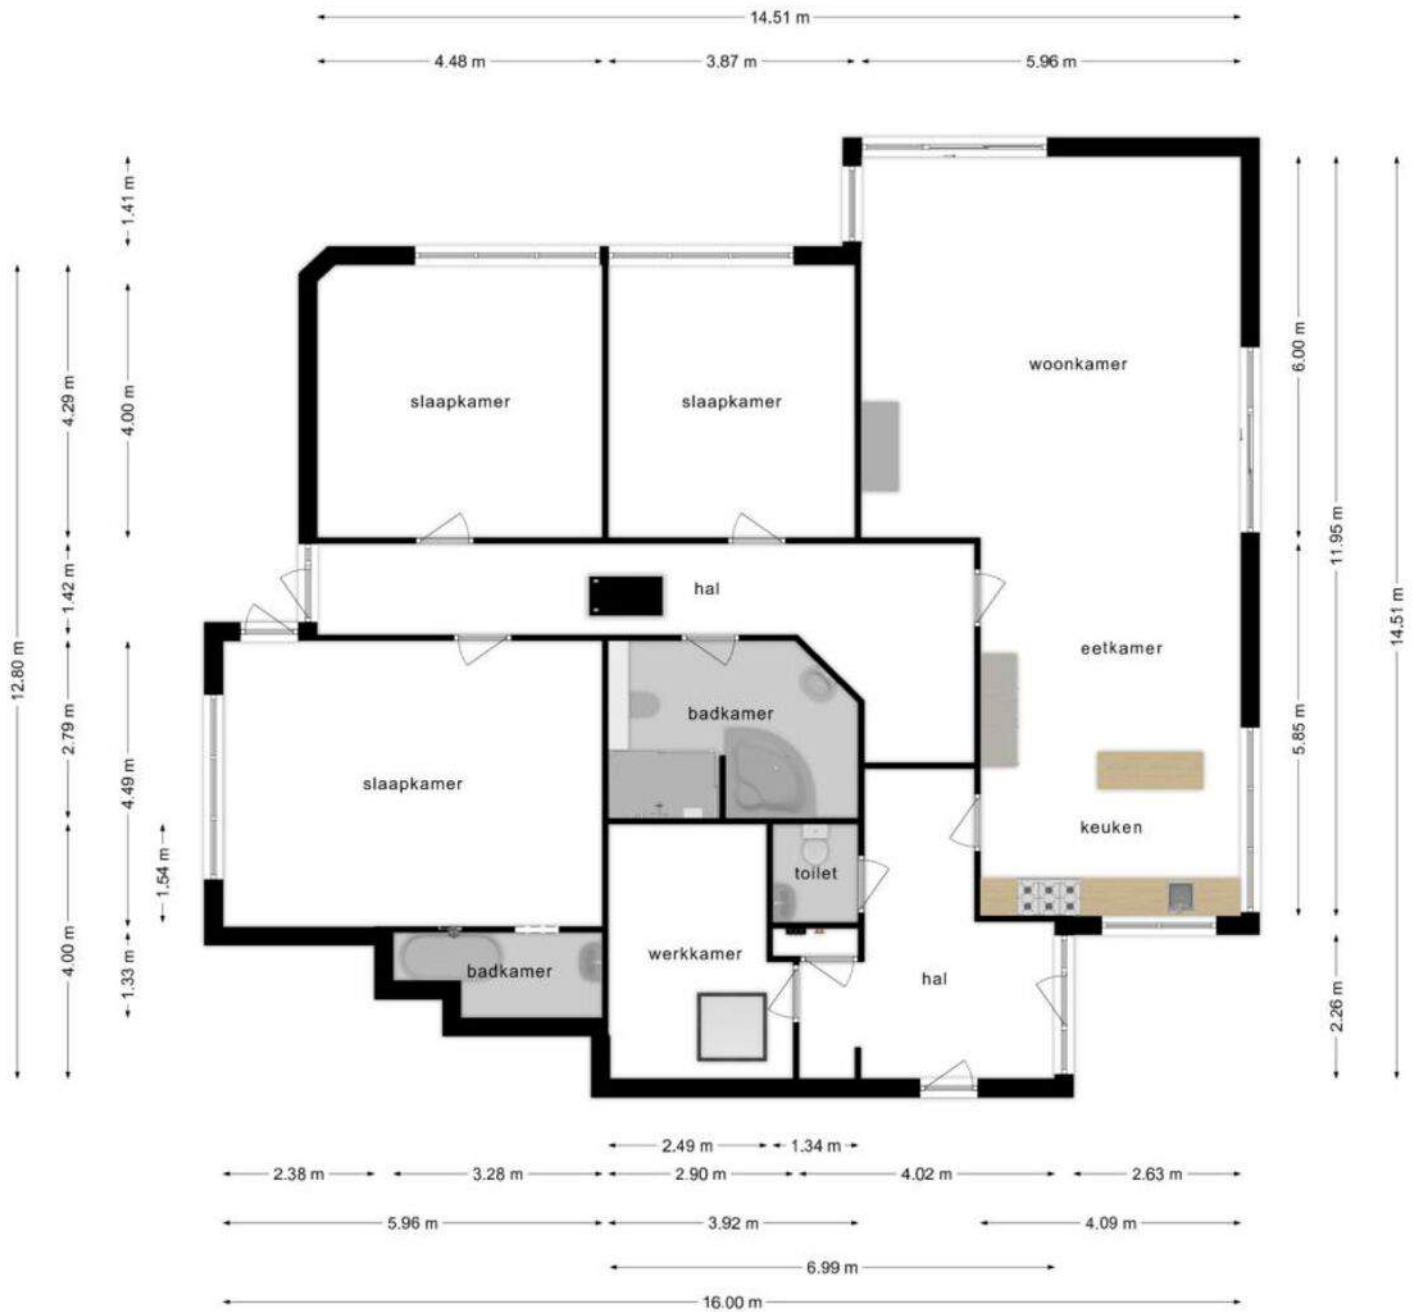 14.51 m
4.48 m
3.87 m
5.96 m
1.41 m
4.29 m
4.00 m
6.00 m
woonkamer
slaapkamer
slaapkamer
11.95 m
14.51 m
1.42 m
hal
12.80 m
2.79 m
4.49 m
eetkamer
badkamer
5.85 m
slaapkamer
keuken
1.54 m
toilet
4.00 m
1.33 m
badkamer
werkkamer
hal
2.26 m
2.49 m
1.34 m
2.38 m
3.28 m
2.90 m
4.02 m
2.63 m
5.96 m
3.92 m
4.09 m
6.99 m
16.00 m